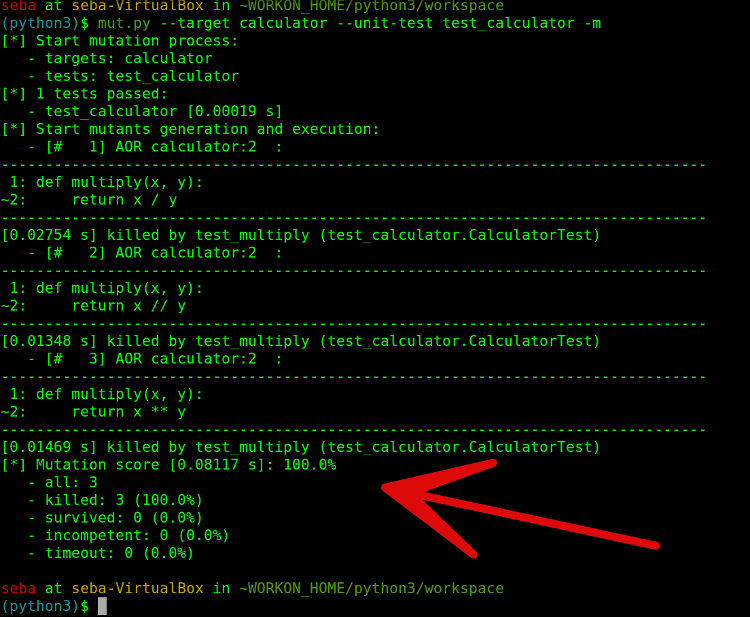 seba at seba-VirtualBox in ~WORKON_HOME/python3/workspace
(python3)$ mut.py --target calculator --unit-test test_calculator -m
[*] Start mutation process:
   - targets: calculator
   - tests: test_calculator
[*] 1 tests passed:
   - test_calculator [0.00019 s]
[*] Start mutants generation and execution:
   - [#   1] AOR calculator:2  :
--------------------------------------------------------------------------------
 1: def multiply(x, y):
~2:     return x / y
--------------------------------------------------------------------------------
[0.02754 s] killed by test_multiply (test_calculator.CalculatorTest)
   - [#   2] AOR calculator:2  :
--------------------------------------------------------------------------------
 1: def multiply(x, y):
~2:     return x // y
--------------------------------------------------------------------------------
[0.01348 s] killed by test_multiply (test_calculator.CalculatorTest)
   - [#   3] AOR calculator:2  :
--------------------------------------------------------------------------------
 1: def multiply(x, y):
~2:     return x ** y
--------------------------------------------------------------------------------
[0.01469 s] killed by test_multiply (test_calculator.CalculatorTest)
[*] Mutation score [0.08117 s]: 100.0%
   - all: 3
   - killed: 3 (100.0%)
   - survived: 0 (0.0%)
   - incompetent: 0 (0.0%)
   - timeout: 0 (0.0%)
seba at seba-VirtualBox in ~WORKON_HOME/python3/workspace
(python3)$